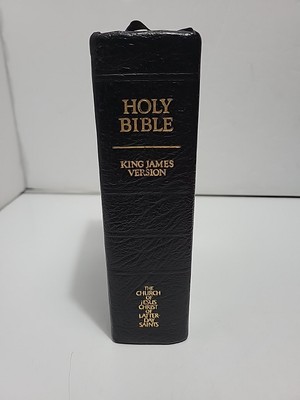 HOLY
BIBLE
KING JAMES
VERSION
THE
CHURCH
OF
JESUS
CHRIST
OF
LATTER-
DAY
SAINTS